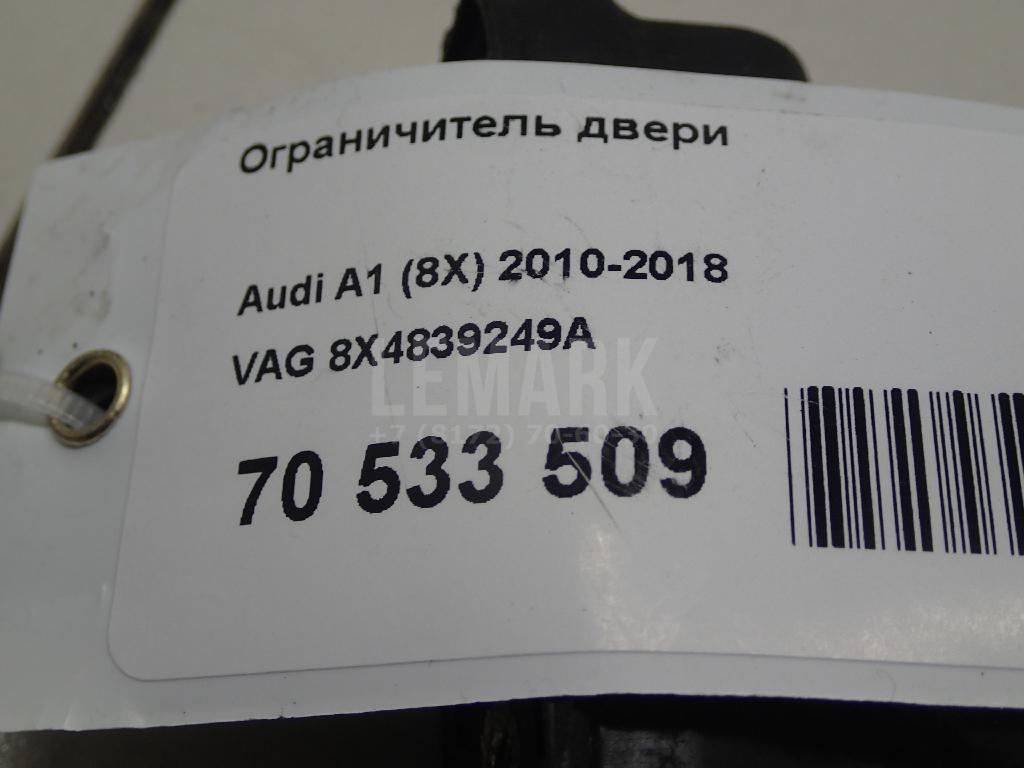 Ограничитель двери
Audi A1 (8X) 2010-2018
VAG 8X4839249A
LEMARK
70 533 509